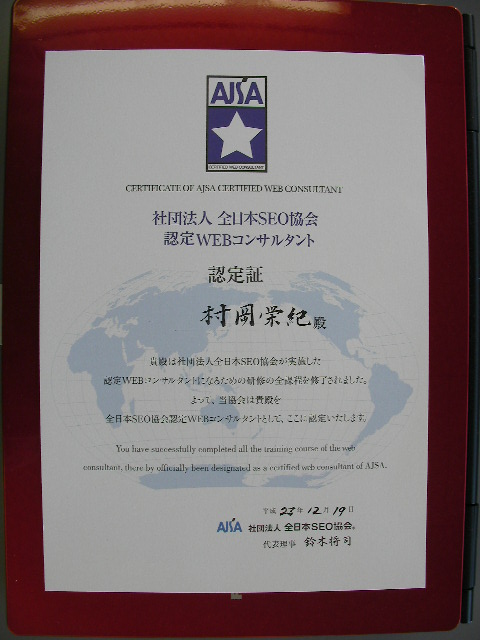 AJSA
CERTIFIED WEB CONSULTANT
CERTIFICATE OF AJSA CERTIFIED WEB CONSULTANT
社団法人 全日本SEO協会
認定WEBコンサルタント
認定証
村岡栄紀殿
貴殿は社団法人全日本SEO協会が実施した
認定WEBコンサルタントになるための研修の全課程を修了されました。
よって、当協会は貴殿を
全日本SEO協会認定WEBコンサルタントとして、ここに認定いたします。
You have successfully completed all the training course of the web
consultant, there by officially been designated as a certified web consultant of AJSA.
平成 23年 12月 19日
AJSA 社団法人 全日本SEO協会。
代表理事 鈴木将司